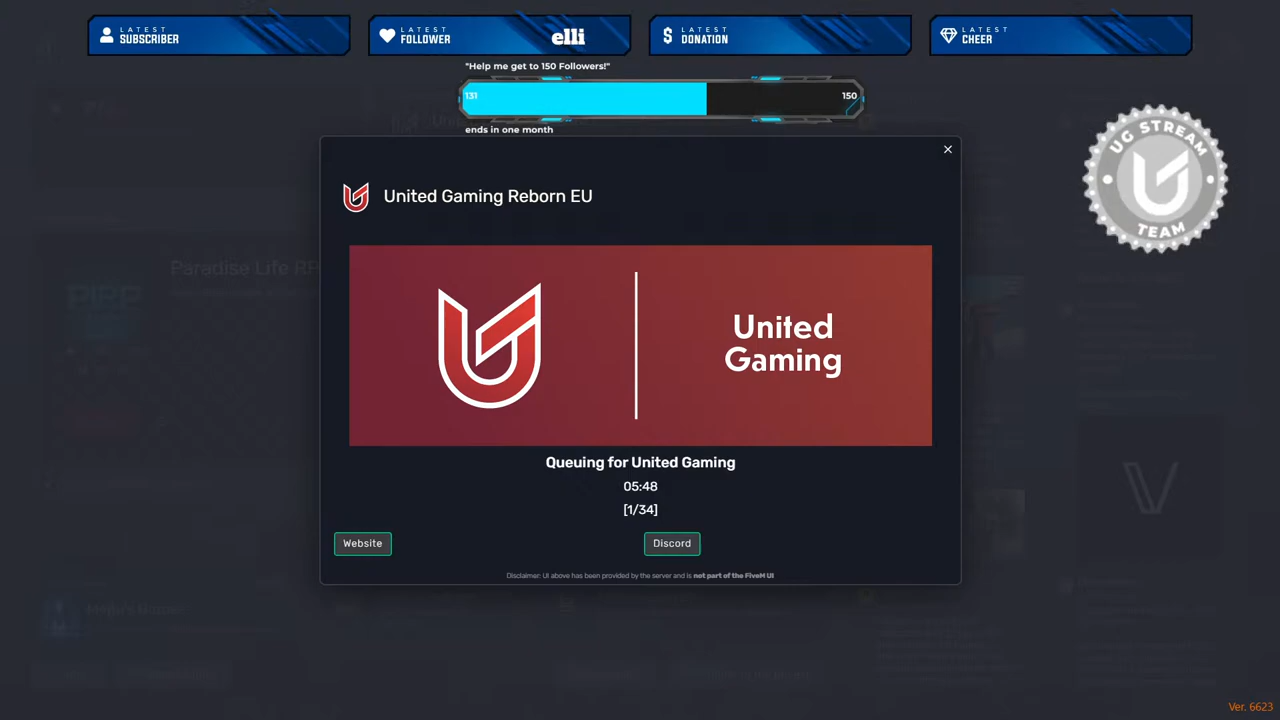 LATEST
SUBSCRIBER
LATEST
FOLLOWER
elli
LATEST
DONATION
LATEST
CHEER
"Help me get to 150 Followers!"
131
150
ends in one month
UG STREAM
TEAM
United Gaming Reborn EU
Paradise Life RP
United
Gaming
Queuing for United Gaming
05:48
[1/34]
Website
Discord
Disclaimer: UI above has been provided by the server and is not part of the FiveM UI
Ver. 6623